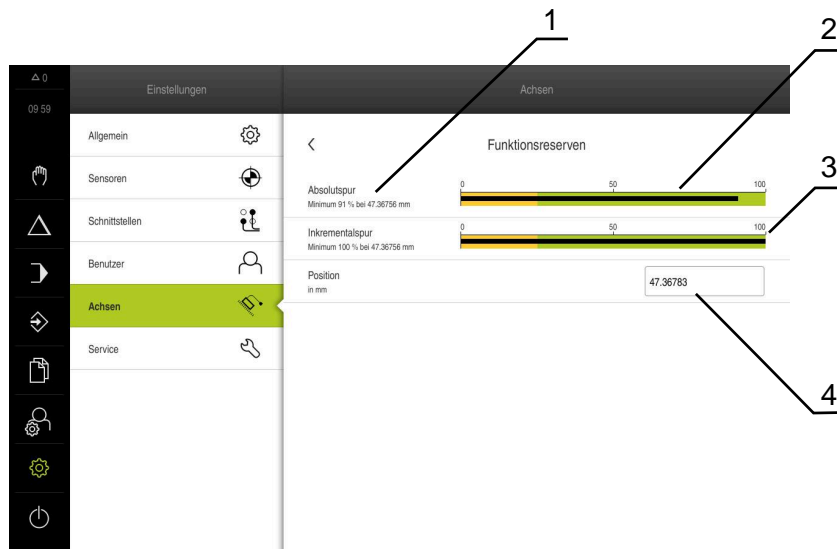 1
2
△ 0
Einstellungen
Achsen
09 59
Allgemein
Funktionsreserven
Sensoren
Absolutspur
Minimum 91 % bei 47.36756 mm
0 50 100
3
Schnittstellen
Inkrementalspur
Minimum 100 % bei 47.36756 mm
0 50 100
Benutzer
Position
in mm
47.36783
Achsen
Service
4